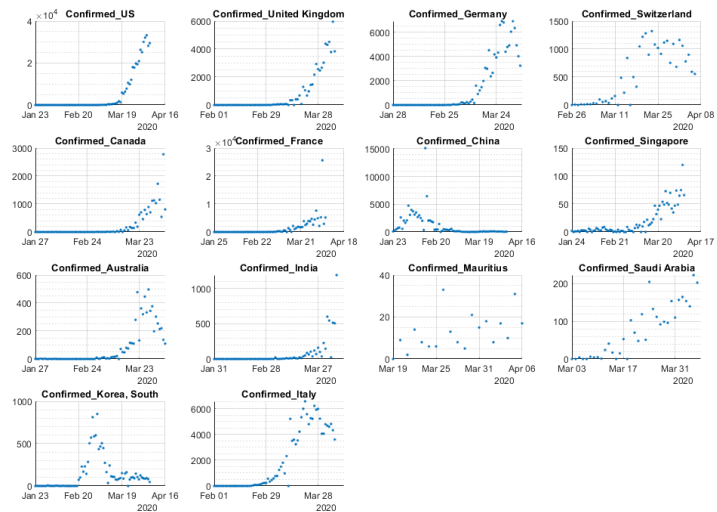 Confirmed_US
4 ×10⁴
2
0
Jan 23 Feb 20 Mar 19 Apr 16
2020
Confirmed_United Kingdom
6000
4000
2000
0
Feb 01 Feb 29 Mar 28
2020
Confirmed_Germany
6000
4000
2000
0
Jan 28 Feb 25 Mar 24
2020
Confirmed_Switzerland
1500
1000
500
0
Feb 26 Mar 11 Mar 25 Apr 08
2020
Confirmed_Canada
3000
2000
1000
0
Jan 27 Feb 24 Mar 23
2020
3 ×10⁴ Confirmed_France
2
1
0
Jan 25 Feb 22 Mar 21 Apr 18
2020
Confirmed_China
15000
10000
5000
0
Jan 23 Feb 20 Mar 19 Apr 16
2020
Confirmed_Singapore
150
100
50
0
Jan 24 Feb 21 Mar 20 Apr 17
2020
Confirmed_Australia
600
400
200
0
Jan 27 Feb 24 Mar 23
2020
Confirmed_India
1000
500
0
Jan 31 Feb 28 Mar 27
2020
Confirmed_Mauritius
40
20
0
Mar 19 Mar 25 Mar 31 Apr 06
2020
Confirmed_Saudi Arabia
200
100
0
Mar 03 Mar 17 Mar 31
2020
Confirmed_Korea, South
1000
500
0
Jan 23 Feb 20 Mar 19 Apr 16
2020
Confirmed_Italy
6000
4000
2000
0
Feb 01 Feb 29 Mar 28
2020